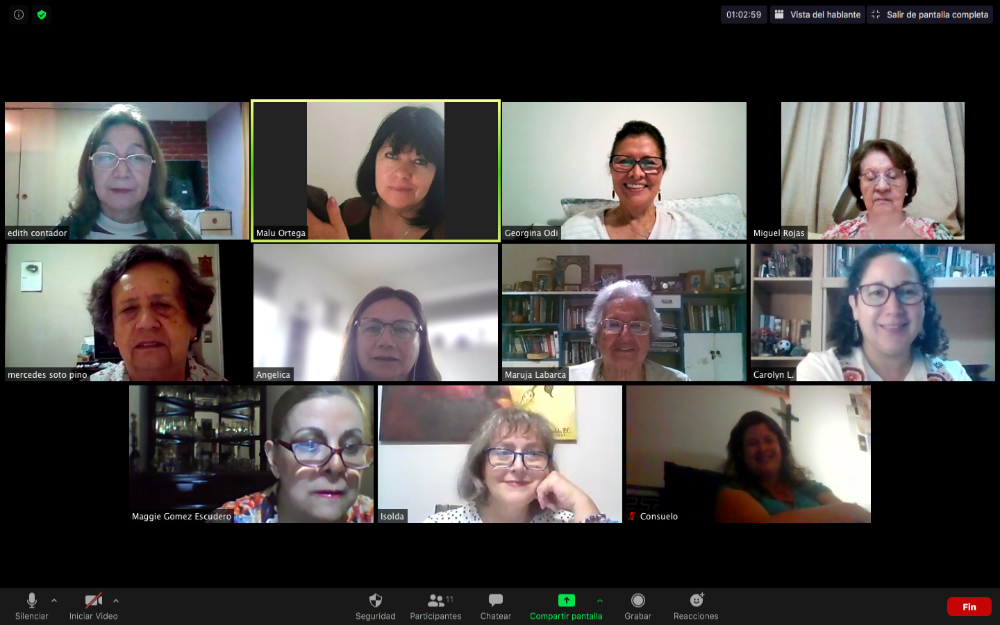 01:02:59 Vista del hablante Salir de pantalla completa
edith contador
Malu Ortega
Georgina Odi
Miguel Rojas
mercedes soto pino
Angelica
Maruja Labarca
Carolyn L.
Maggie Gomez Escudero
Isolda
Consuelo
Silenciar
Iniciar Video
Seguridad
Participantes 11
Chatear
Compartir pantalla
Grabar
Reacciones
Fin